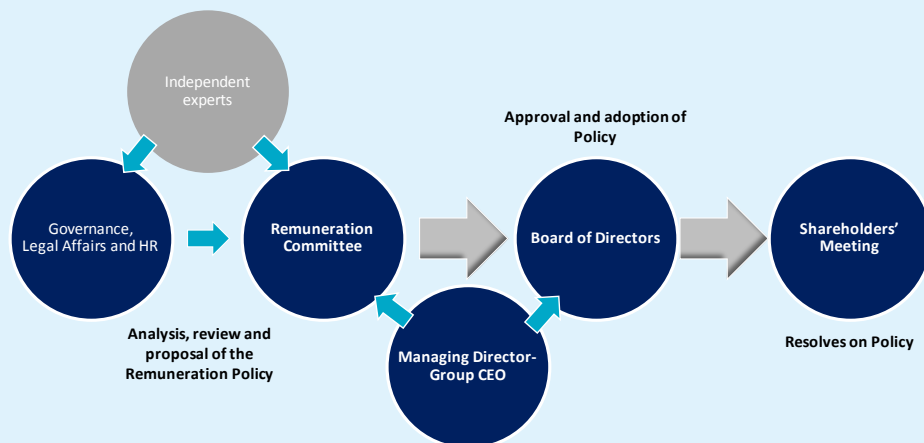 Independent
experts
Approval and adoption of
Policy
Governance,
Legal Affairs and HR
Remuneration
Committee
Board of Directors
Shareholders’
Meeting
Analysis, review and
proposal of the
Remuneration Policy
Managing Director-
Group CEO
Resolves on Policy